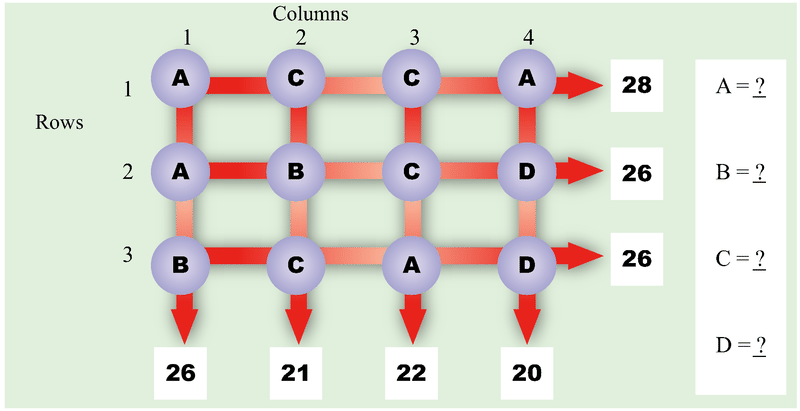 Columns
1 2 3 4
1 A C C A 28 A = ?
Rows
2 A B C D 26 B = ?
3 B C A D 26 C = ?
26 21 22 20 D = ?